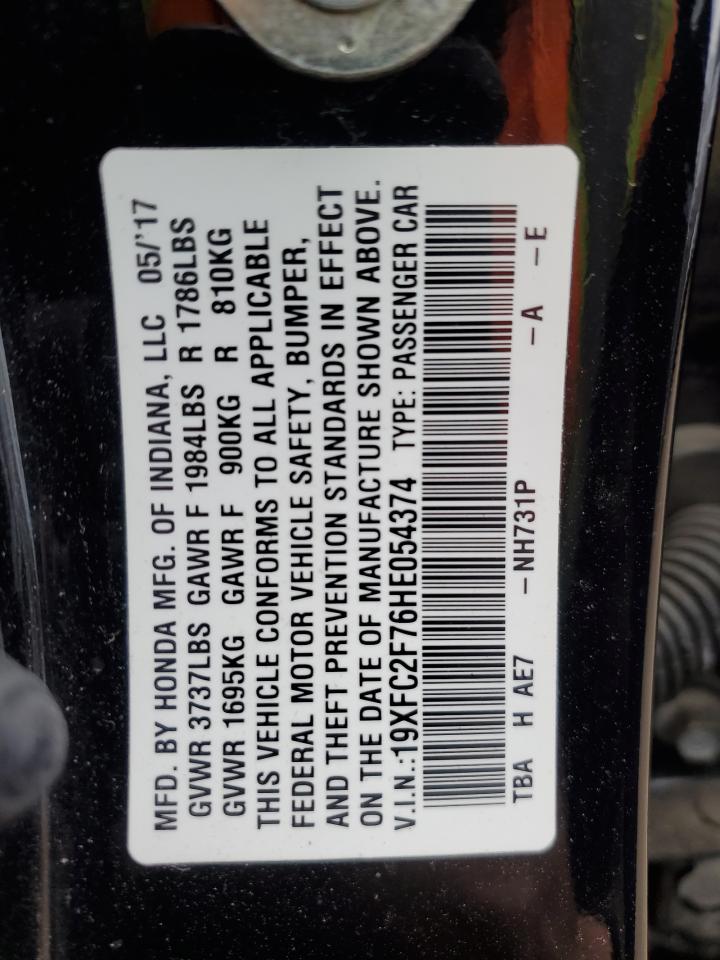 MFD. BY HONDA MFG. OF INDIANA, LLC 05/'17
GVWR 3737LBS GAWR F 1984LBS R 1786LBS
GVWR 1695KG GAWR F 900KG R 810KG
THIS VEHICLE CONFORMS TO ALL APPLICABLE
FEDERAL MOTOR VEHICLE SAFETY, BUMPER,
AND THEFT PREVENTION STANDARDS IN EFFECT
ON THE DATE OF MANUFACTURE SHOWN ABOVE.
V.I.N.:19XFC2F76HE054374 TYPE: PASSENGER CAR
TBA H AE7 –NH731P –A –E